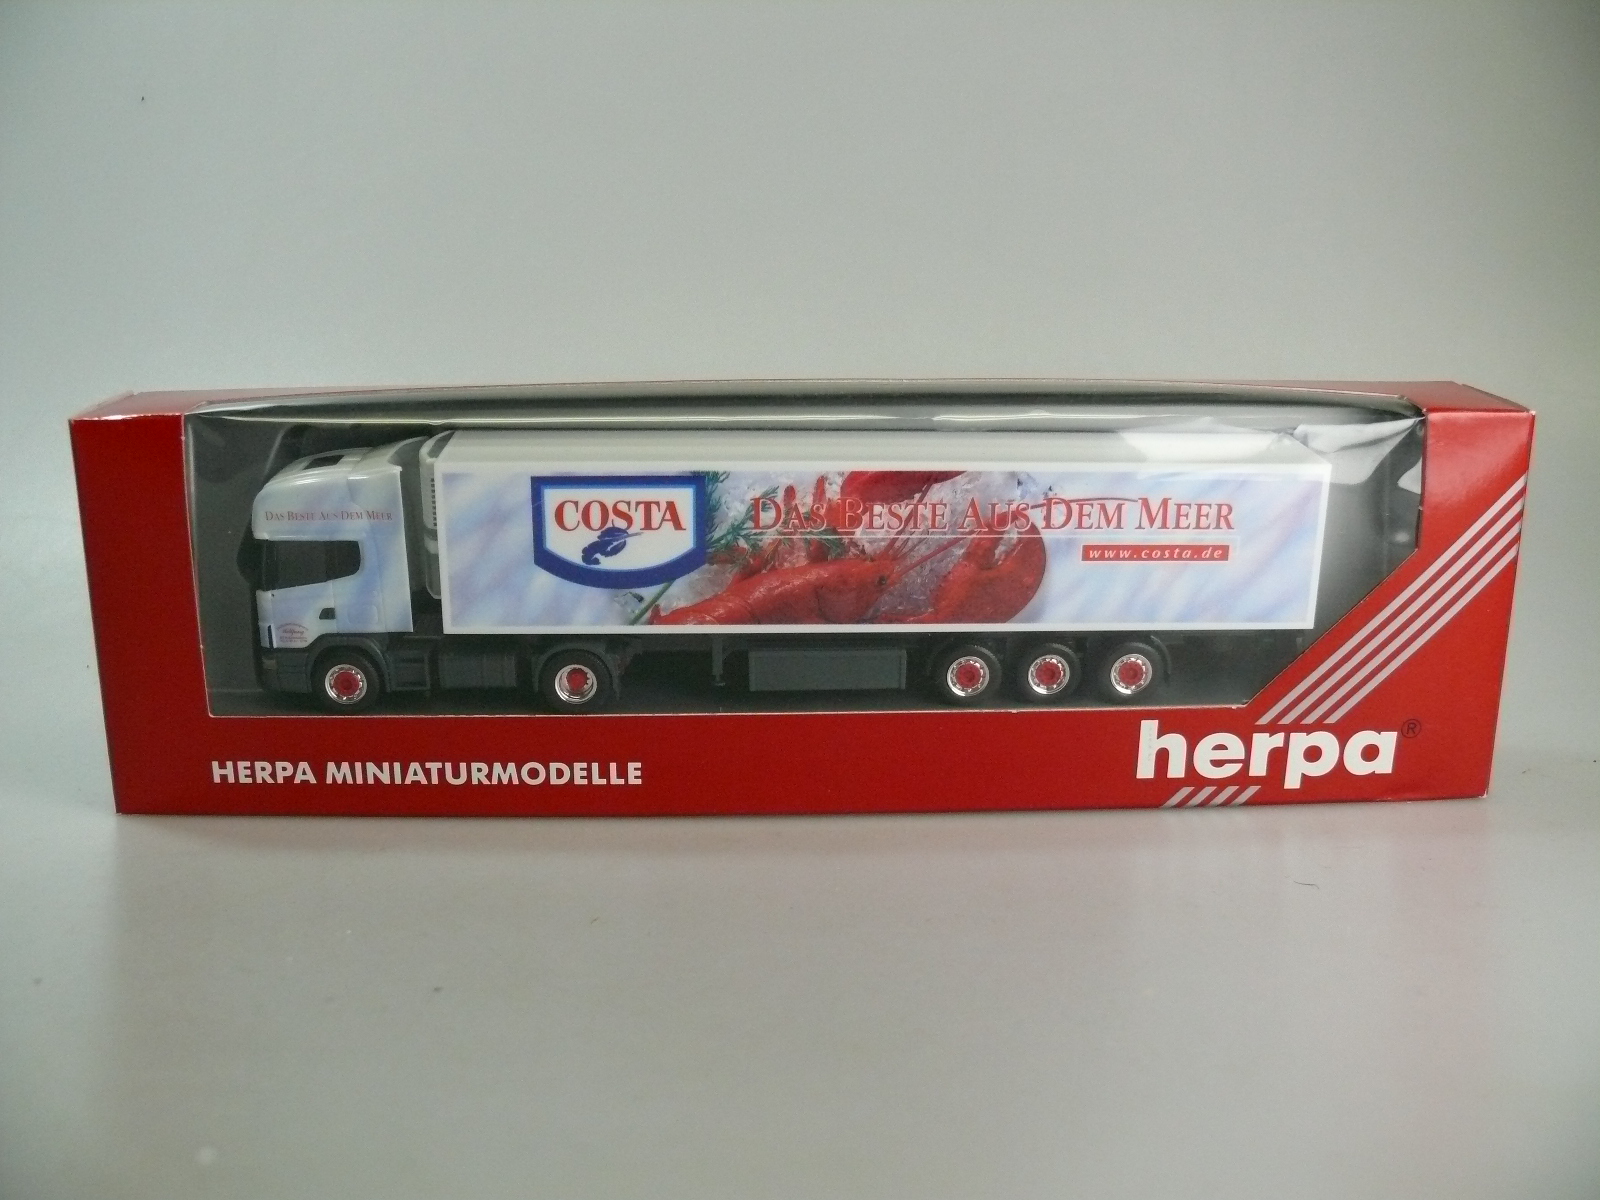 DAS BESTE AUS DEM MEER
COSTA
DAS BESTE AUS DEM MEER
www.costa.de
HERPA MINIATURMODELLE
herpa®